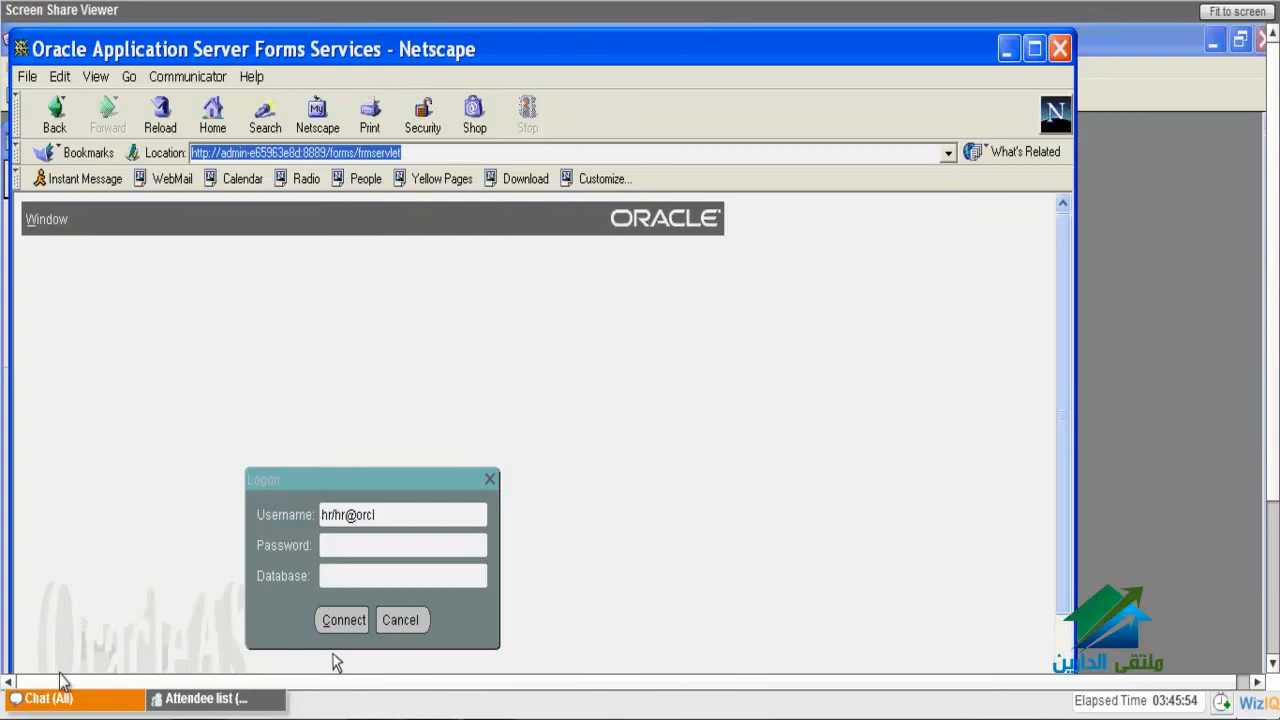 Screen Share Viewer
Fit to screen
Oracle Application Server Forms Services - Netscape
File Edit View Go Communicator Help
Back Forward Reload Home Search Netscape Print Security Shop Stop
My
N
Bookmarks Location: http://admin-e65963e8d:8889/forms/frmservlet What's Related
Instant Message WebMail Calendar Radio People Yellow Pages Download Customize...
Window ORACLE
Logon
Username: hr/hr@orcl
Password:
Database:
Connect Cancel
OracleAS
ملتقى الدارين
Chat (All) Attendee list (...
Elapsed Time 03:45:54
WizIQ